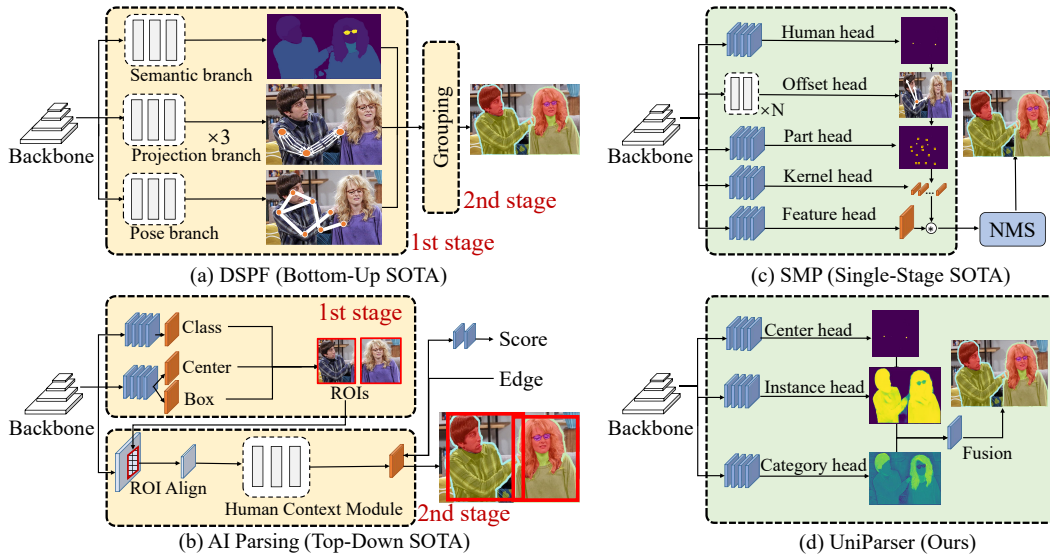 Semantic branch
Backbone
×3
Projection branch
Pose branch
Grouping
1st stage
2nd stage
(a) DSPF (Bottom-Up SOTA)
Human head
Offset head
×N
Part head
Kernel head
...
Feature head
Backbone
NMS
(c) SMP (Single-Stage SOTA)
1st stage
Class
Center
Box
ROIs
Score
Edge
Backbone
ROI Align
Human Context Module
2nd stage
(b) AI Parsing (Top-Down SOTA)
Center head
Instance head
Backbone
Fusion
Category head
(d) UniParser (Ours)